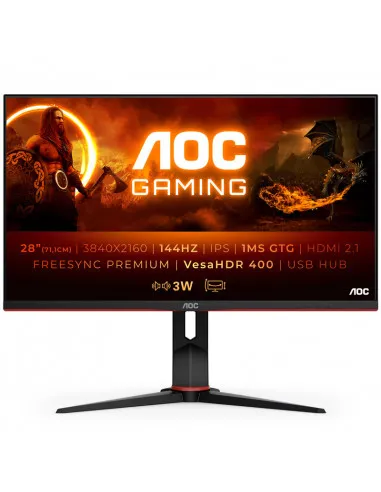 AOC
GAMING
28"(71,1CM) | 3840X2160 | 144HZ | IPS | 1MS GTG | HDMI 2.1
FREESYNC PREMIUM | VesaHDR 400 | USB HUB
3W
AOC
AOC